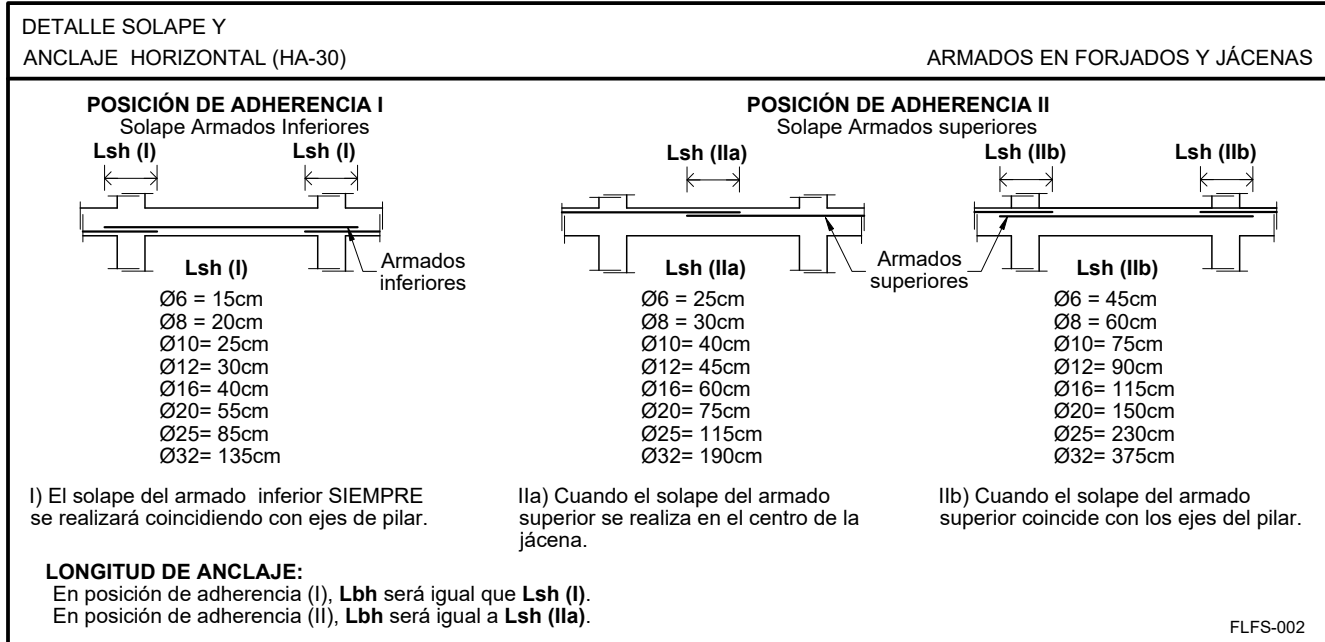 DETALLE SOLAPE Y
ANCLAJE HORIZONTAL (HA-30)
ARMADOS EN FORJADOS Y JÁCENAS
POSICIÓN DE ADHERENCIA I
Solape Armados Inferiores
Lsh (I)
Lsh (I)
Armados
inferiores
Lsh (I)
Ø6 = 15cm
Ø8 = 20cm
Ø10= 25cm
Ø12= 30cm
Ø16= 40cm
Ø20= 55cm
Ø25= 85cm
Ø32= 135cm
I) El solape del armado inferior SIEMPRE
se realizará coincidiendo con ejes de pilar.
POSICIÓN DE ADHERENCIA II
Solape Armados superiores
Lsh (IIa)
Armados
superiores
Lsh (IIa)
Ø6 = 25cm
Ø8 = 30cm
Ø10= 40cm
Ø12= 45cm
Ø16= 60cm
Ø20= 75cm
Ø25= 115cm
Ø32= 190cm
IIa) Cuando el solape del armado
superior se realiza en el centro de la
jácena.
Lsh (IIb)
Lsh (IIb)
Lsh (IIb)
Ø6 = 45cm
Ø8 = 60cm
Ø10= 75cm
Ø12= 90cm
Ø16= 115cm
Ø20= 150cm
Ø25= 230cm
Ø32= 375cm
IIb) Cuando el solape del armado
superior coincide con los ejes del pilar.
LONGITUD DE ANCLAJE:
En posición de adherencia (I), Lbh será igual que Lsh (I).
En posición de adherencia (II), Lbh será igual a Lsh (IIa).
FLFS-002